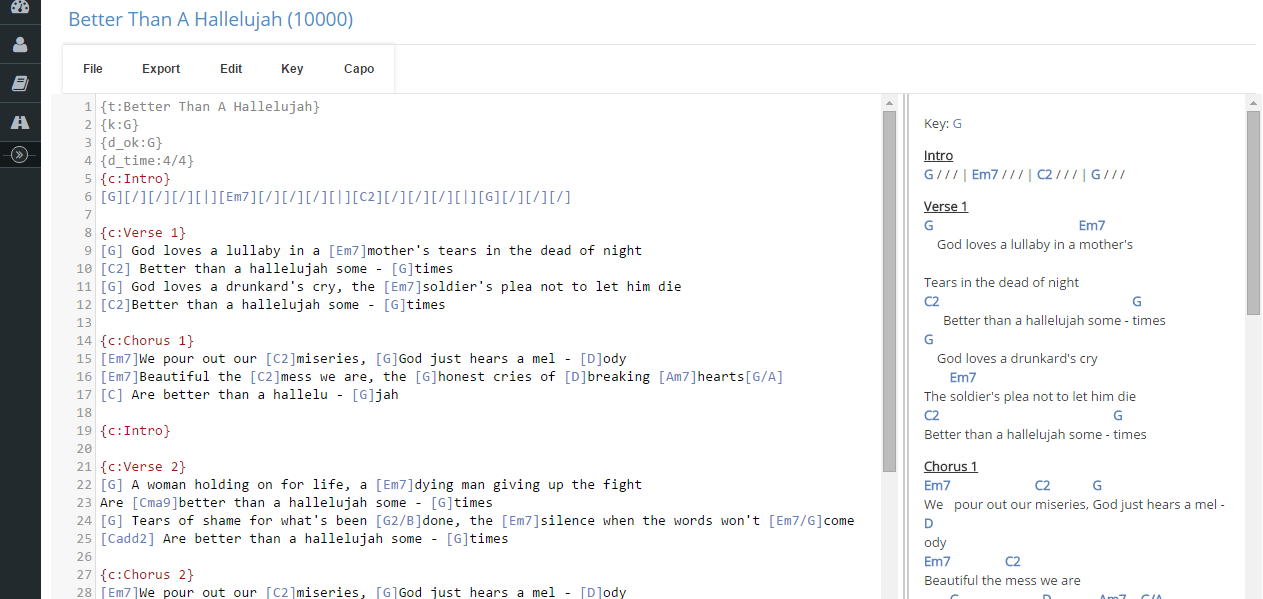 Better Than A Hallelujah (10000)
File Export Edit Key Capo
1 {t:Better Than A Hallelujah}
2 {k:G}
3 {d_ok:G}
4 {d_time:4/4}
5 {c:Intro}
6 [G][/][/][/][|][Em7][/][/][/][|][C2][/][/][/][|][G][/][/][/]
7
8 {c:Verse 1}
9 [G] God loves a lullaby in a [Em7]mother's tears in the dead of night
10 [C2] Better than a hallelujah some - [G]times
11 [G] God loves a drunkard's cry, the [Em7]soldier's plea not to let him die
12 [C2]Better than a hallelujah some - [G]times
13
14 {c:Chorus 1}
15 [Em7]We pour out our [C2]miseries, [G]God just hears a mel - [D]ody
16 [Em7]Beautiful the [C2]mess we are, the [G]honest cries of [D]breaking [Am7]hearts[G/A]
17 [C] Are better than a hallelu - [G]jah
18
19 {c:Intro}
20
21 {c:Verse 2}
22 [G] A woman holding on for life, a [Em7]dying man giving up the fight
23 Are [Cma9]better than a hallelujah some - [G]times
24 [G] Tears of shame for what's been [G2/B]done, the [Em7]silence when the words won't [Em7/G]come
25 [Cadd2] Are better than a hallelujah some - [G]times
26
27 {c:Chorus 2}
28 [Em7]We pour out our [C2]miseries, [G]God just hears a mel - [D]ody
Key: G
Intro
G / / / | Em7 / / / | C2 / / / | G / / /
Verse 1
G Em7
God loves a lullaby in a mother's
Tears in the dead of night
C2 G
Better than a hallelujah some - times
G
God loves a drunkard's cry
Em7
The soldier's plea not to let him die
C2 G
Better than a hallelujah some - times
Chorus 1
Em7 C2 G
We pour out our miseries, God just hears a mel -
D
ody
Em7 C2
Beautiful the mess we are
G D Am7 G/A